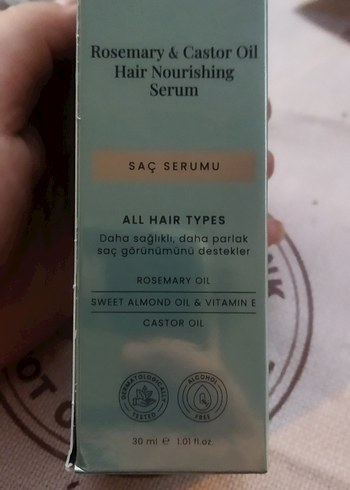 Rosemary & Castor Oil
Hair Nourishing
Serum
SAÇ SERUMU
ALL HAIR TYPES
Daha sağlıklı, daha parlak
saç görünümünü destekler
ROSEMARY OIL
SWEET ALMOND OIL & VITAMIN E
CASTOR OIL
DERMATOLOGICALLY
TESTED
ALCOHOL
FREE
30 ml ℮ 1.01 fl.oz.